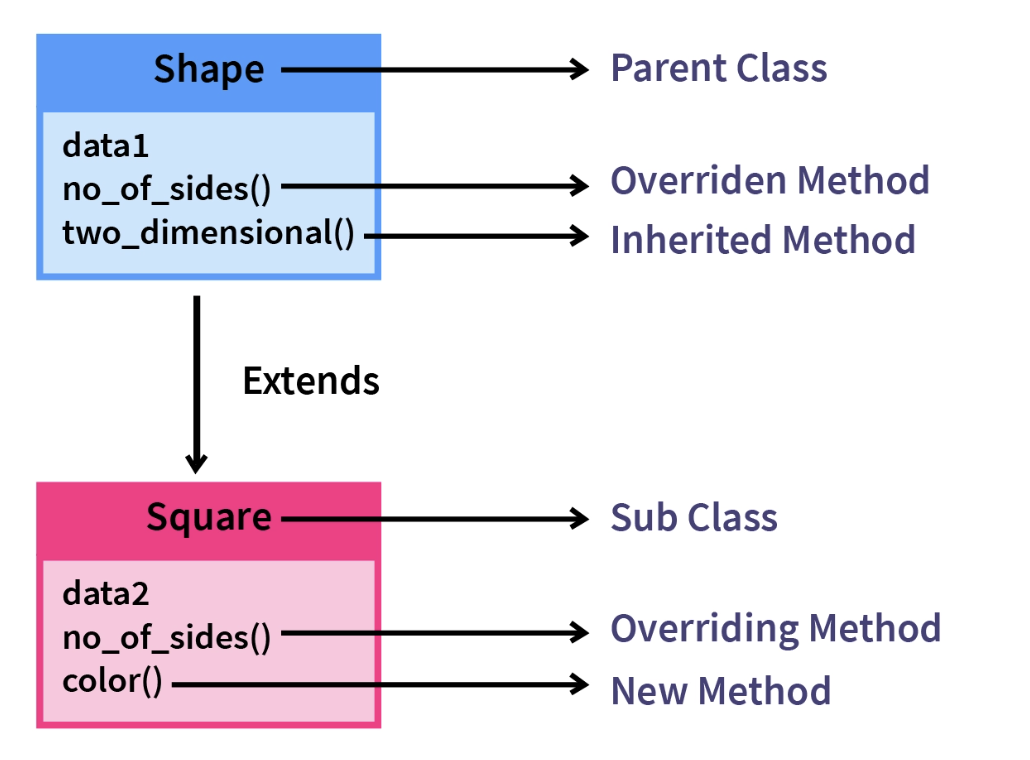 Shape
Parent Class
data1
no_of_sides()
Overriden Method
two_dimensional()
Inherited Method
Extends
Square
Sub Class
data2
no_of_sides()
Overriding Method
color()
New Method